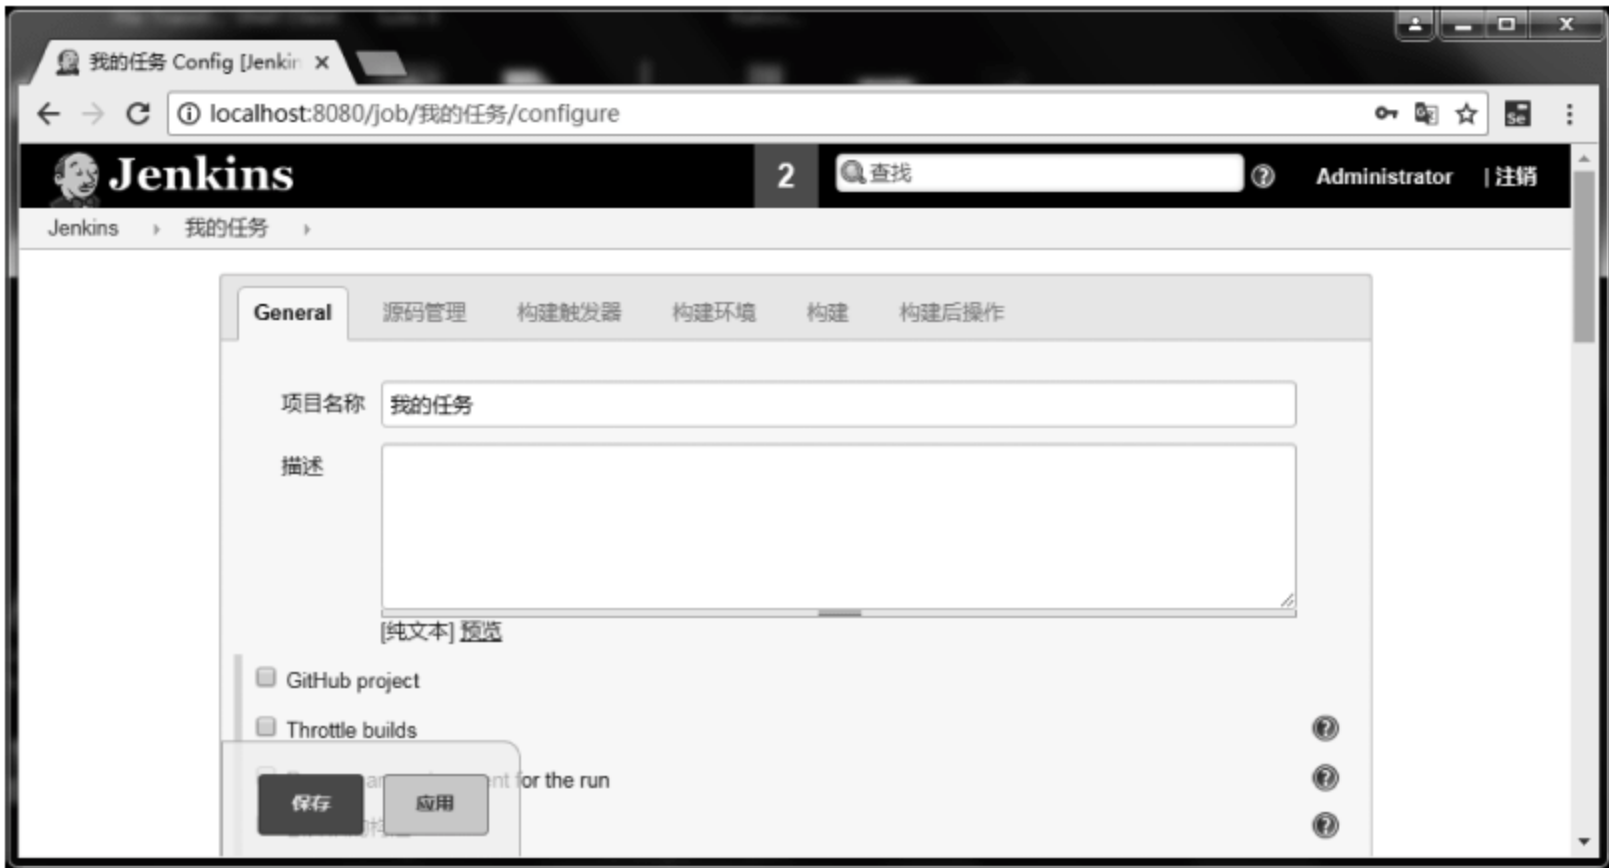 我的任务 Config [Jenkin
localhost:8080/job/我的任务/configure
Se
Jenkins
2
查找
Administrator
| 注销
Jenkins
我的任务
General
源码管理
构建触发器
构建环境
构建
构建后操作
项目名称
我的任务
描述
[纯文本] 预览
GitHub project
Throttle builds
for the run
保存
应用